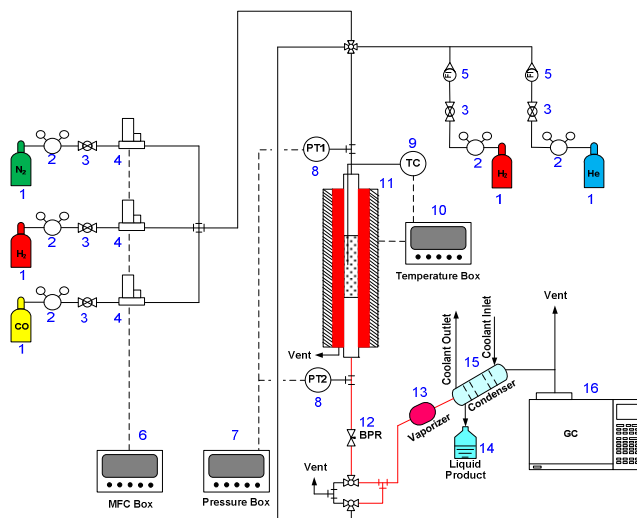 5
5
FI
FI
3
3
9
PT1
TC
N₂
2
3
4
8
2
2
H₂
He
1
11
1
1
10
H₂
2
3
4
1
Temperature Box
CO
2
3
4
1
Vent
Coolant Outlet
Coolant Inlet
Vent
15
Condenser
PT2
8
13
Vaporizer
16
12
BPR
GC
14
Liquid
Product
6
7
Vent
MFC Box
Pressure Box